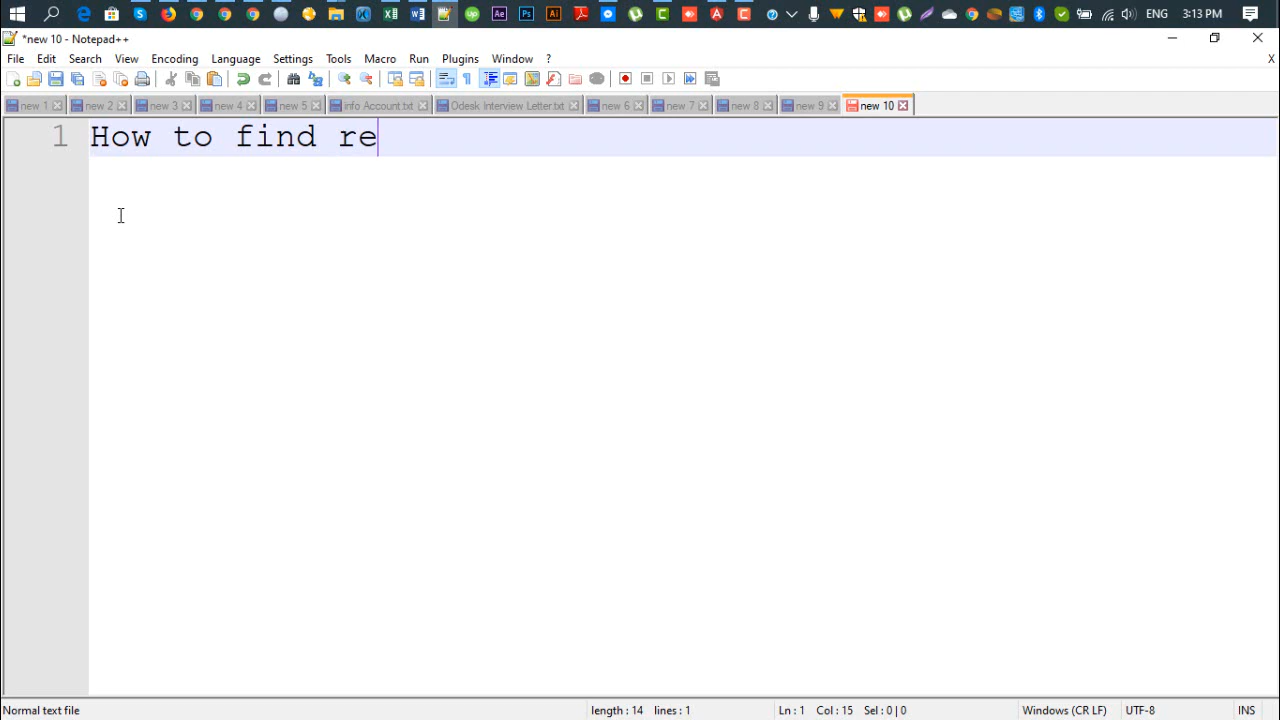 ENG 3:13 PM
*new 10 - Notepad++
File Edit Search View Encoding Language Settings Tools Macro Run Plugins Window ? X
new 1 new 2 new 3 new 4 new 5 info Account.txt Odesk Interview Letter.txt new 6 new 7 new 8 new 9 new 10
1 How to find re
Normal text file length : 14 lines : 1 Ln : 1 Col : 15 Sel : 0 | 0 Windows (CR LF) UTF-8 INS